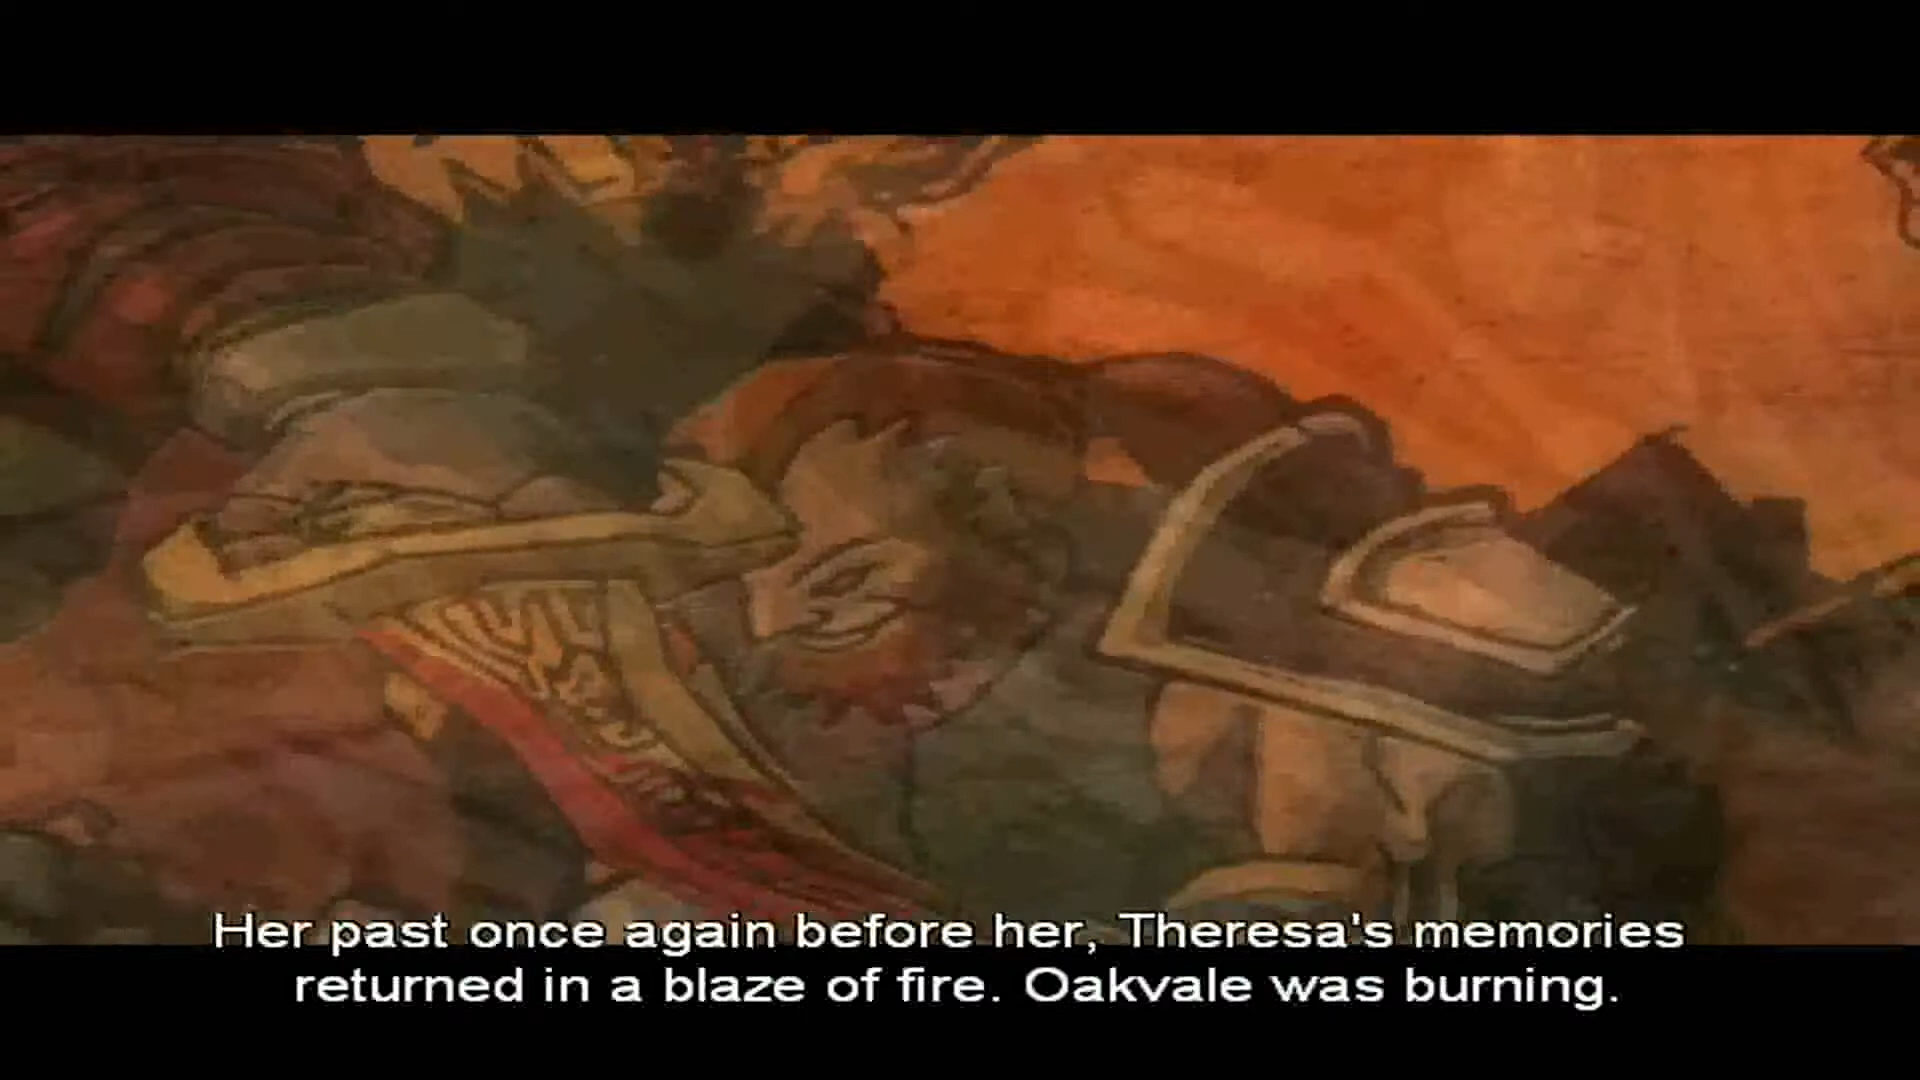 Her past once again before her, Theresa's memories
returned in a blaze of fire. Oakvale was burning.